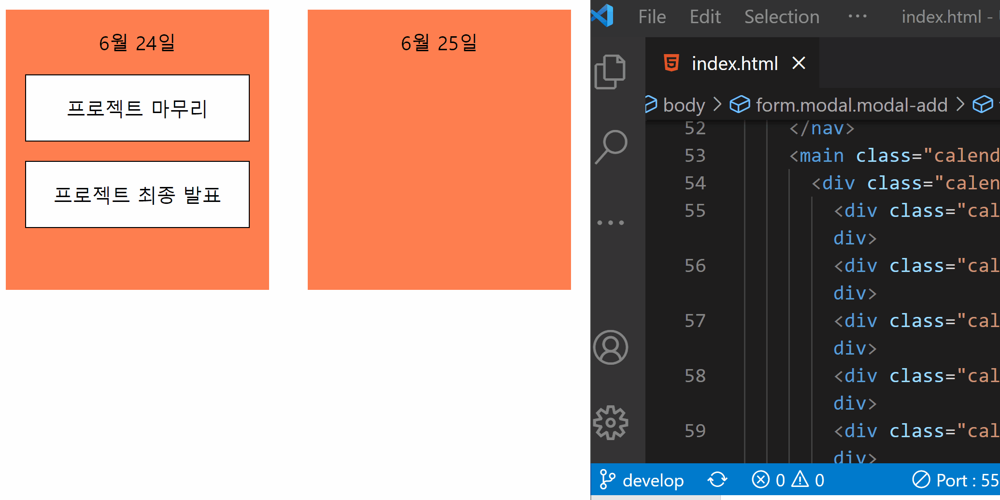 6월 24일
프로젝트 마무리
프로젝트 최종 발표
6월 25일
File Edit Selection ··· index.html -
index.html
body > form.modal.modal-add >
52 </nav>
53 <main class="calend
54 <div class="calen
55 <div class="cal
div>
56 <div class="cal
div>
57 <div class="cal
div>
58 <div class="cal
div>
59 <div class="cal
div>
develop 0 0 Port : 55